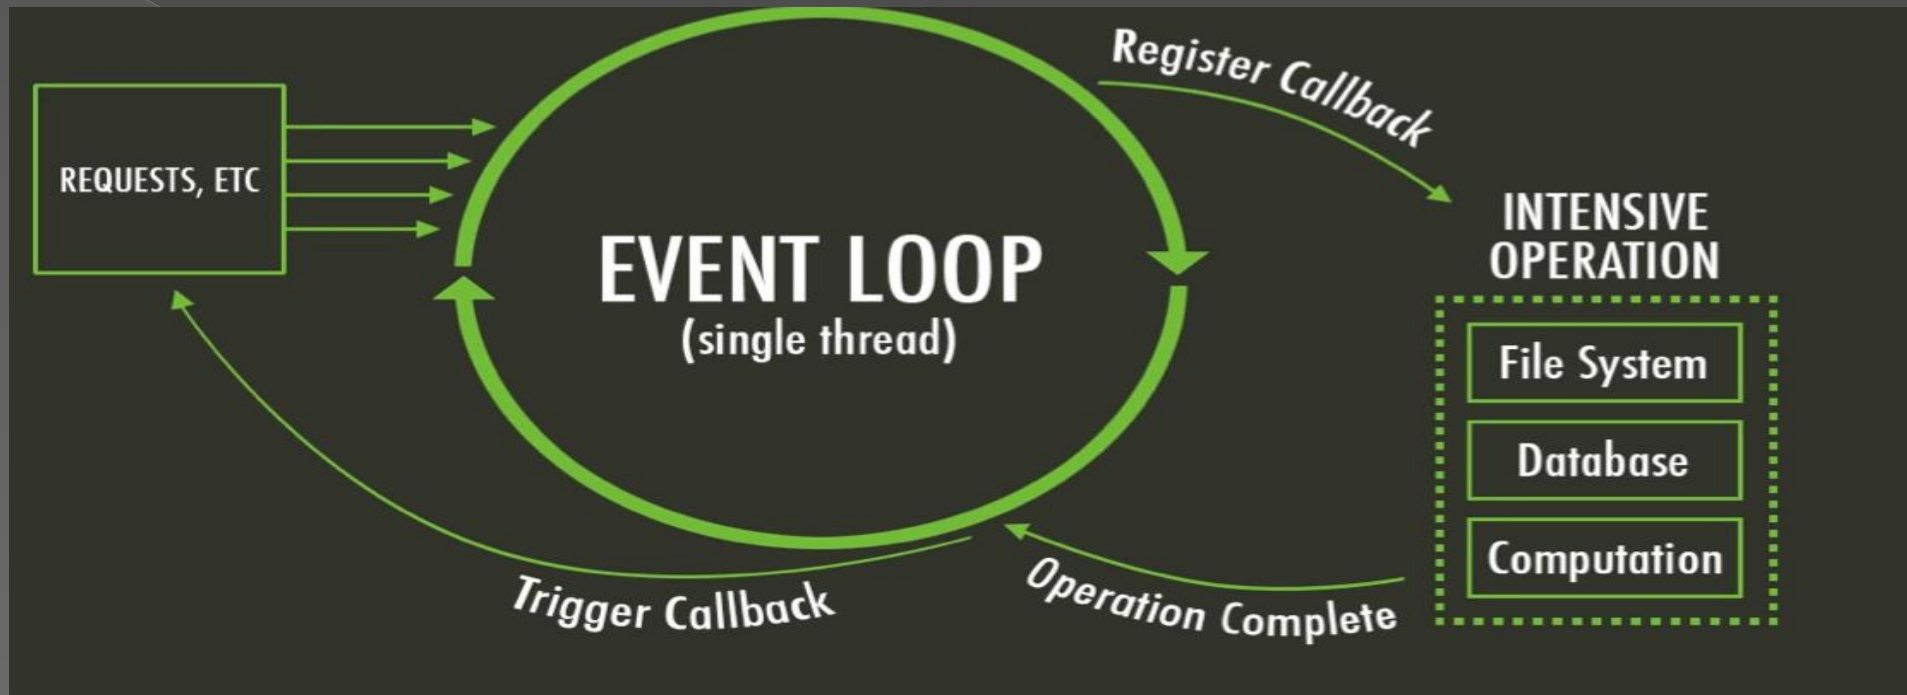 Register Callback
REQUESTS, ETC
INTENSIVE
OPERATION
EVENT LOOP
(single thread)
File System
Database
Computation
Operation Complete
Trigger Callback